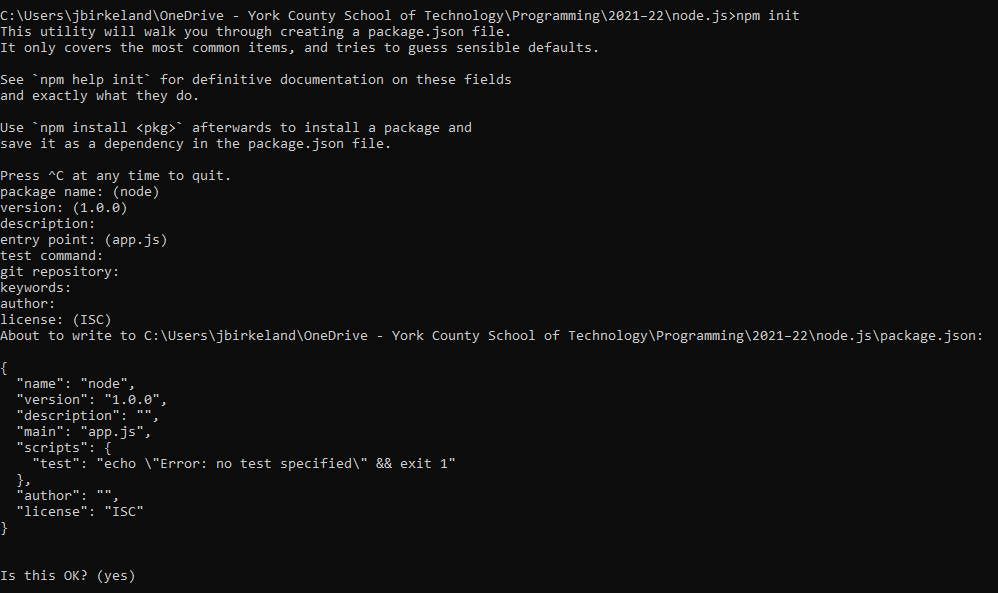 C:\Users\jbirkeland\OneDrive - York County School of Technology\Programming\2021-22\node.js>npm init
This utility will walk you through creating a package.json file.
It only covers the most common items, and tries to guess sensible defaults.

See `npm help init` for definitive documentation on these fields
and exactly what they do.

Use `npm install <pkg>` afterwards to install a package and
save it as a dependency in the package.json file.

Press ^C at any time to quit.
package name: (node)
version: (1.0.0)
description:
entry point: (app.js)
test command:
git repository:
keywords:
author:
license: (ISC)
About to write to C:\Users\jbirkeland\OneDrive - York County School of Technology\Programming\2021-22\node.js\package.json:

{
  "name": "node",
  "version": "1.0.0",
  "description": "",
  "main": "app.js",
  "scripts": {
    "test": "echo \"Error: no test specified\" && exit 1"
  },
  "author": "",
  "license": "ISC"
}


Is this OK? (yes)